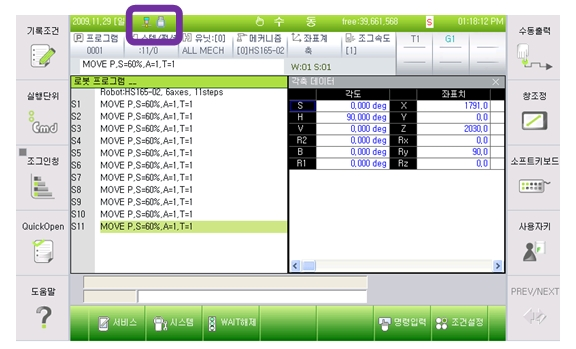 기록조건
2009.11.29 [일 수 동 free:39,661,568 S 01:18:12 PM
수동출력
P 프로그램 스텝/펑션 유닛:[0] 메커니즘 좌표계 조그속도 T1 G1
0001 :11/0 ALL MECH [0]HS165-02 축 [1]
MOVE P,S=60%,A=1,T=1
W:01 S:01
로봇 프로그램 __
각축 데이터
Robot:HS165-02, 6axes, 11steps
각도 좌표치
S1 MOVE P,S=60%,A=1,T=1
S2 MOVE P,S=60%,A=1,T=1
S3 MOVE P,S=60%,A=1,T=1
S4 MOVE P,S=60%,A=1,T=1
S5 MOVE P,S=60%,A=1,T=1
S6 MOVE P,S=60%,A=1,T=1
S7 MOVE P,S=60%,A=1,T=1
S8 MOVE P,S=60%,A=1,T=1
S9 MOVE P,S=60%,A=1,T=1
S10 MOVE P,S=60%,A=1,T=1
S11 MOVE P,S=60%,A=1,T=1
S 0,000 deg X 1791,0
H 90,000 deg Y 0,0
V 0,000 deg Z 2030,0
R2 0,000 deg Rx 0,0
B 0,000 deg Ry 90,0
R1 0,000 deg Rz 0,0
실행단위
Cmd
조그인칭
QuickOpen
도움말
창조정
소프트키보드
사용자키
PREV/NEXT
서비스 시스템 WAIT해제 명령입력 조건설정